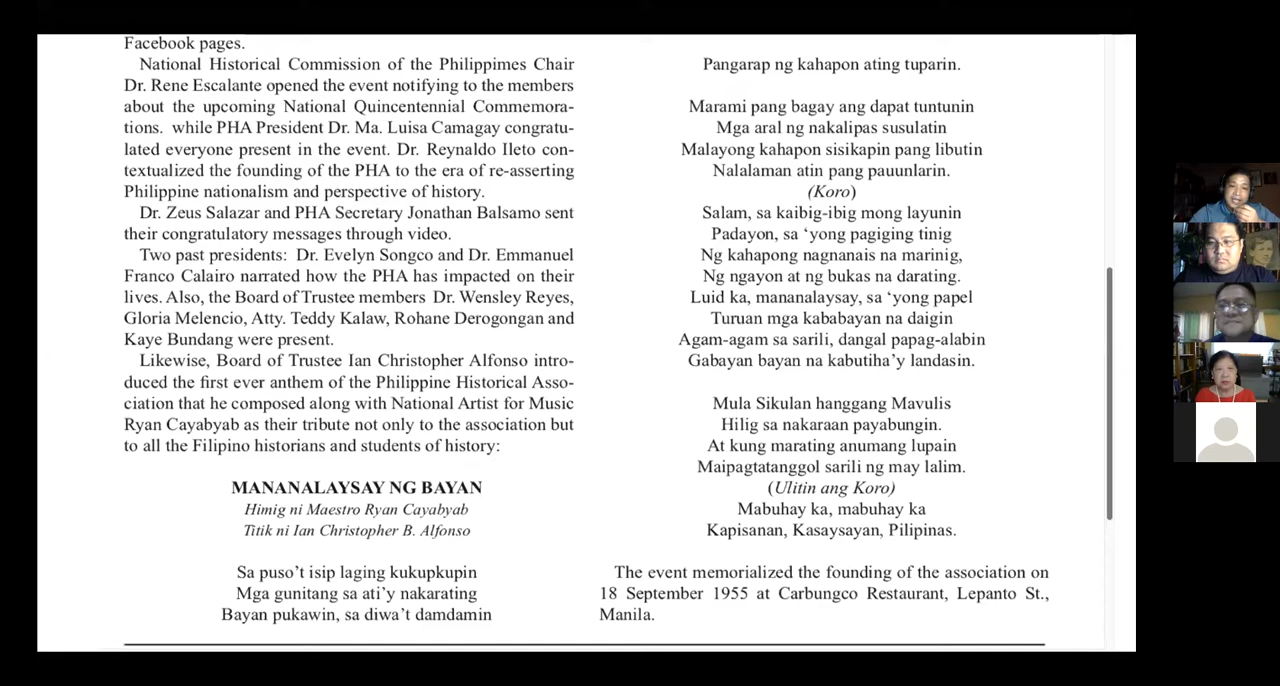 Facebook pages.
National Historical Commission of the Philippimes Chair
Dr. Rene Escalante opened the event notifying to the members
about the upcoming National Quincentennial Commemora-
tions. while PHA President Dr. Ma. Luisa Camagay congratu-
lated everyone present in the event. Dr. Reynaldo Ileto con-
textualized the founding of the PHA to the era of re-asserting
Philippine nationalism and perspective of history.
Dr. Zeus Salazar and PHA Secretary Jonathan Balsamo sent
their congratulatory messages through video.
Two past presidents: Dr. Evelyn Songco and Dr. Emmanuel
Franco Calairo narrated how the PHA has impacted on their
lives. Also, the Board of Trustee members Dr. Wensley Reyes,
Gloria Melencio, Atty. Teddy Kalaw, Rohane Derogongan and
Kaye Bundang were present.
Likewise, Board of Trustee Ian Christopher Alfonso intro-
duced the first ever anthem of the Philippine Historical Asso-
ciation that he composed along with National Artist for Music
Ryan Cayabyab as their tribute not only to the association but
to all the Filipino historians and students of history:
MANANALAYSAY NG BAYAN
Himig ni Maestro Ryan Cayabyab
Titik ni Ian Christopher B. Alfonso
Sa puso’t isip laging kukupkupin
Mga gunitang sa ati’y nakarating
Bayan pukawin, sa diwa’t damdamin
Pangarap ng kahapon ating tuparin.
Marami pang bagay ang dapat tuntunin
Mga aral ng nakalipas susulatin
Malayong kahapon sisikapin pang libutin
Nalalaman atin pang pauunlarin.
(Koro)
Salam, sa kaibig-ibig mong layunin
Padayon, sa ‘yong pagiging tinig
Ng kahapong nagnanais na marinig,
Ng ngayon at ng bukas na darating.
Luid ka, mananalaysay, sa ‘yong papel
Turuan mga kababayan na daigin
Agam-agam sa sarili, dangal papag-alabin
Gabayan bayan na kabutiha’y landasin.
Mula Sikulan hanggang Mavulis
Hilig sa nakaraan payabungin.
At kung marating anumang lupain
Maipagtatanggol sarili ng may lalim.
(Ulitin ang Koro)
Mabuhay ka, mabuhay ka
Kapisanan, Kasaysayan, Pilipinas.
The event memorialized the founding of the association on
18 September 1955 at Carbungco Restaurant, Lepanto St.,
Manila.